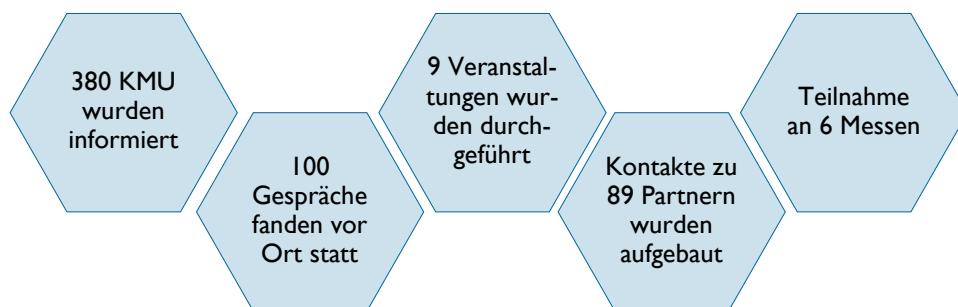 380 KMU
wurden
informiert
100
Gespräche
fanden vor
Ort statt
9 Veranstal-
tungen wur-
den durch-
geführt
Kontakte zu
89 Partnern
wurden
aufgebaut
Teilnahme
an 6 Messen